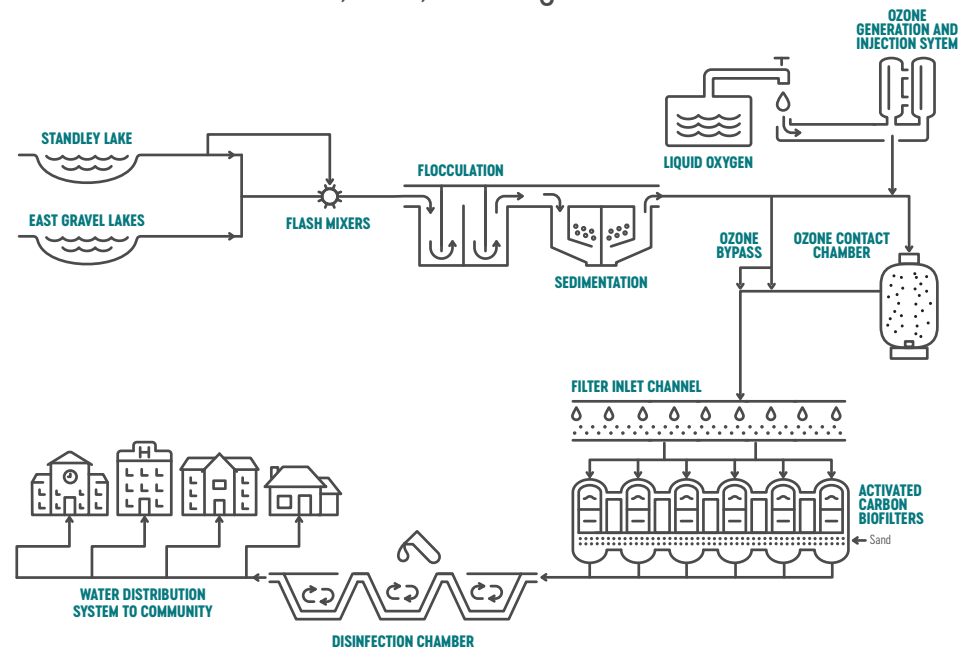 OZONE
GENERATION AND
INJECTION SYTEM
STANDLEY LAKE
LIQUID OXYGEN
FLOCCULATION
EAST GRAVEL LAKES
FLASH MIXERS
OZONE
BYPASS
OZONE CONTACT
CHAMBER
SEDIMENTATION
FILTER INLET CHANNEL
H
ACTIVATED
CARBON
BIOFILTERS
Sand
WATER DISTRIBUTION
SYSTEM TO COMMUNITY
DISINFECTION CHAMBER